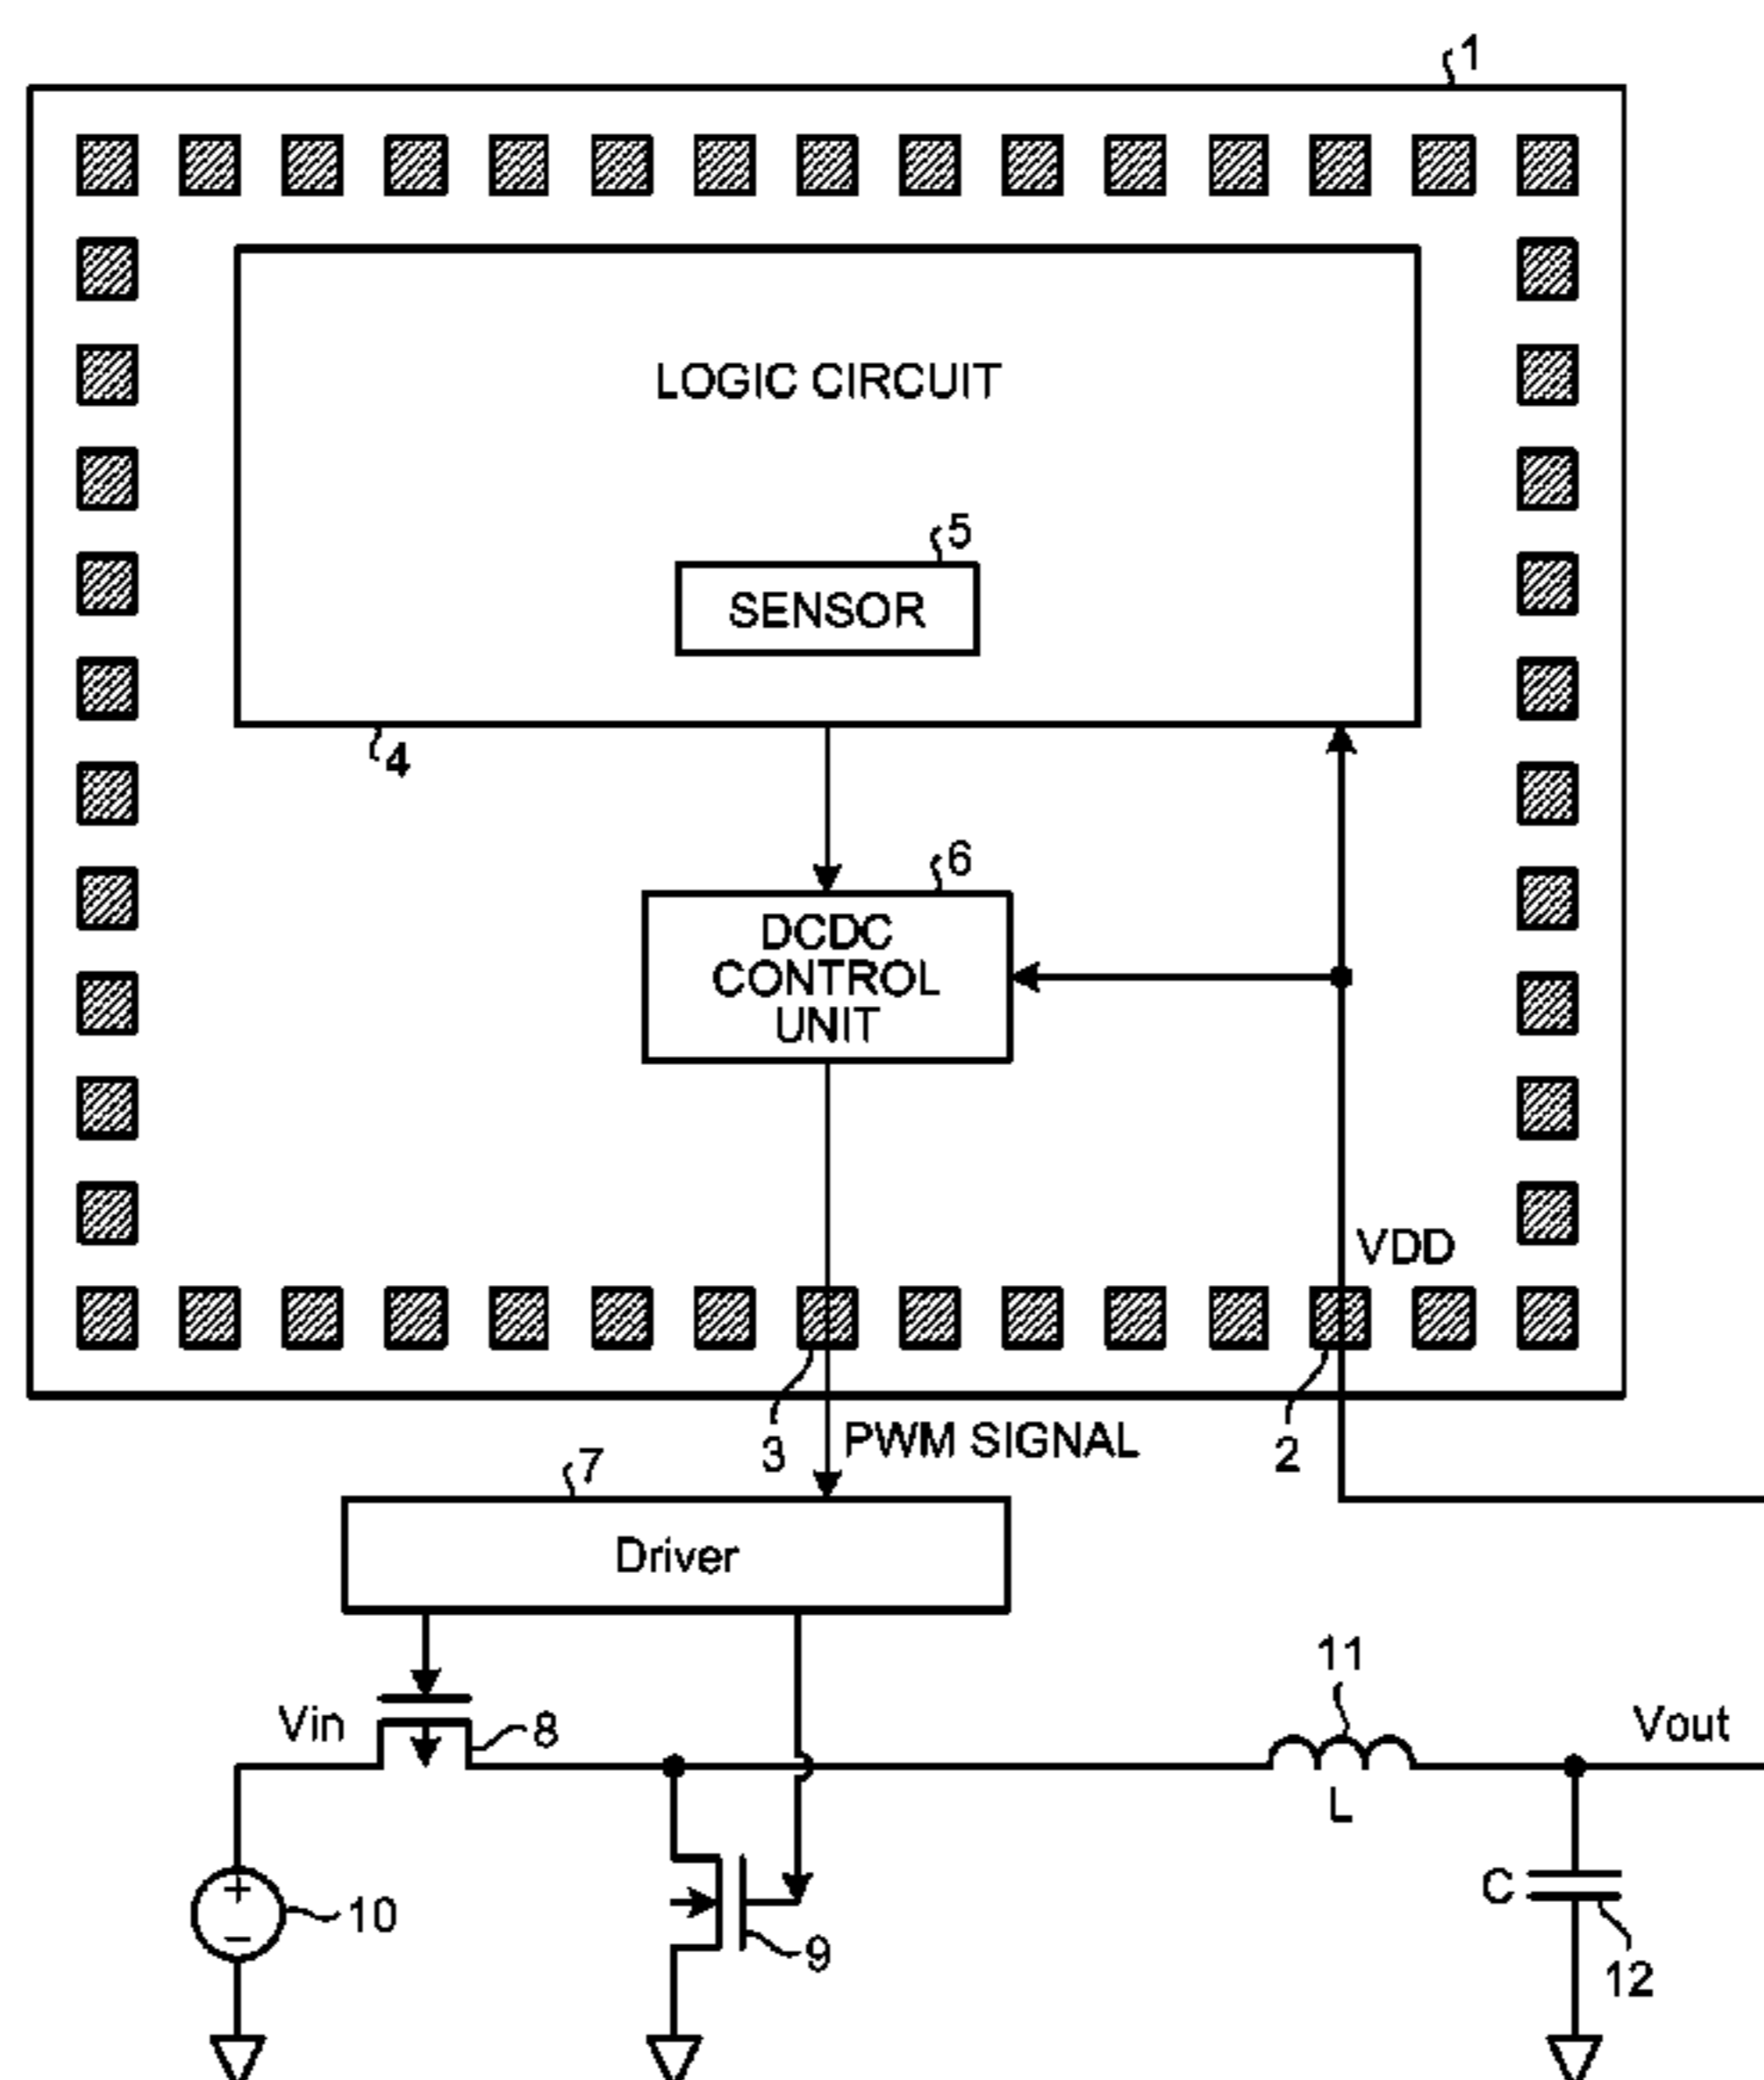 1
LOGIC CIRCUIT
5
SENSOR
4
6
DCDC
CONTROL
UNIT
VDD
3
PWM SIGNAL
2
7
Driver
11
Vin
8
Vout
L
+
−
10
9
C
12